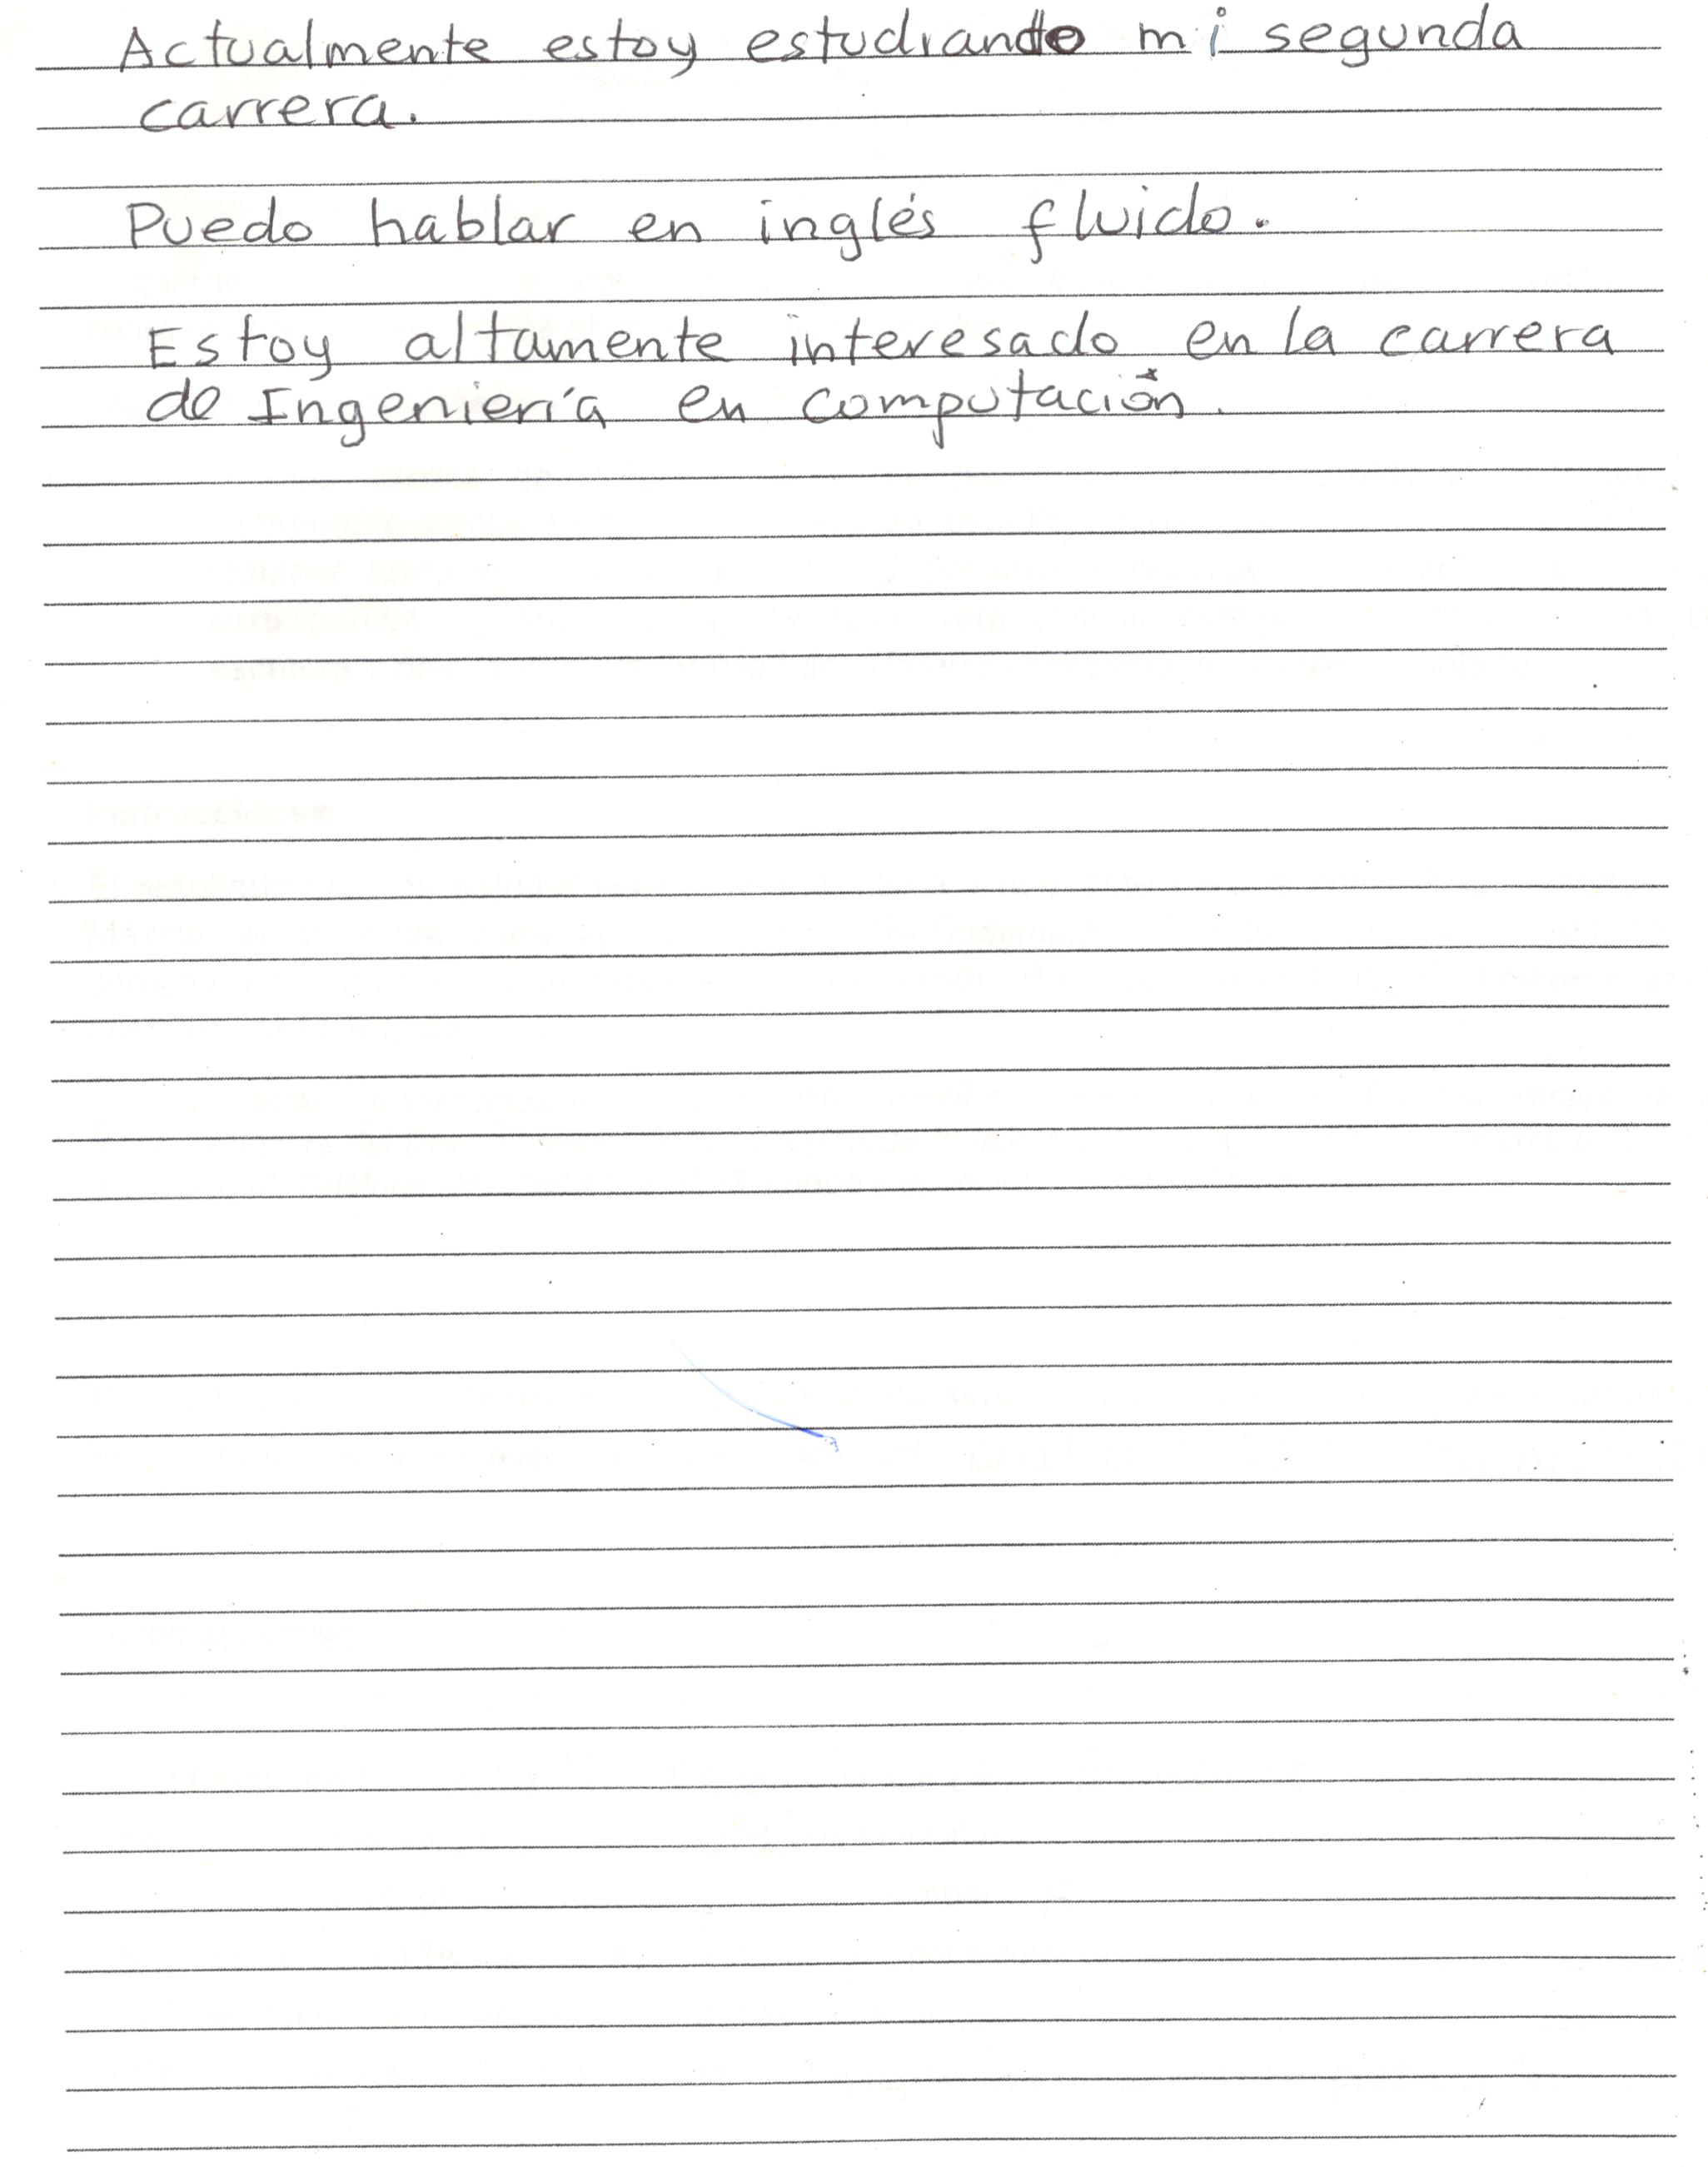 Actualmente estoy estudiando mi segunda
carrera.
Puedo hablar en inglés fluido.
Estoy altamente interesado en la carrera
de Ingeniería en computación.